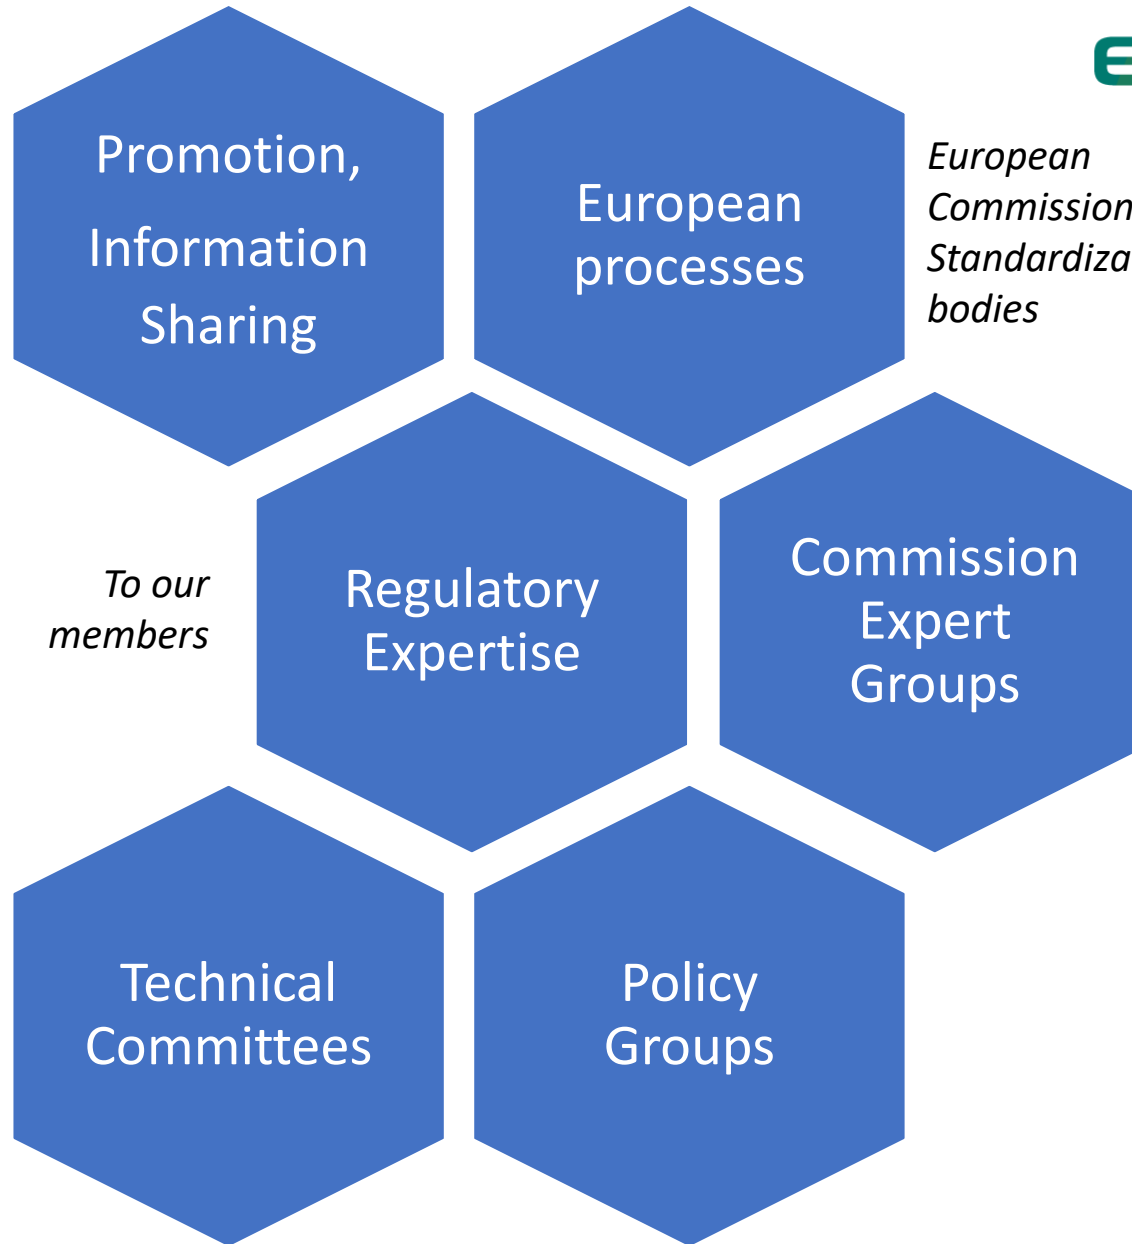 Promotion,
Information
Sharing
European
processes
European
Commission
bodies
To our
members
Regulatory
Expertise
Commission
Expert
Groups
Technical
Committees
Policy
Groups